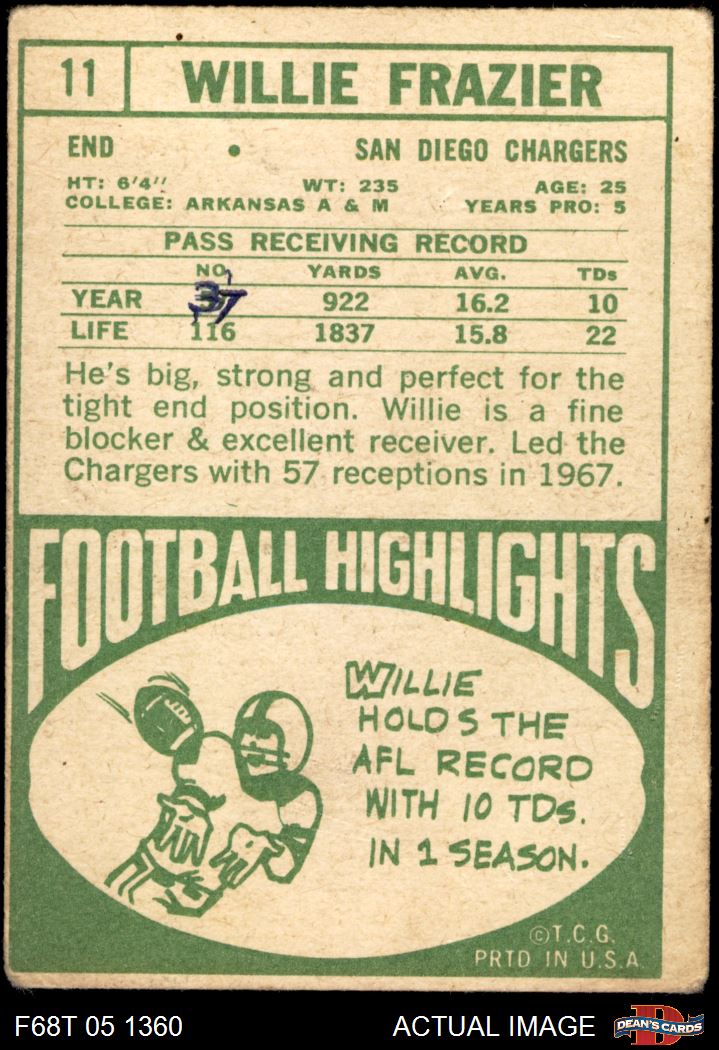 11 WILLIE FRAZIER
END • SAN DIEGO CHARGERS
HT: 6'4" WT: 235 AGE: 25
COLLEGE: ARKANSAS A & M YEARS PRO: 5
PASS RECEIVING RECORD
NO. YARDS AVG. TDs
YEAR 37 922 16.2 10
LIFE 116 1837 15.8 22
He's big, strong and perfect for the
tight end position. Willie is a fine
blocker & excellent receiver. Led the
Chargers with 57 receptions in 1967.
FOOTBALL HIGHLIGHTS
WILLIE
HOLDS THE
AFL RECORD
WITH 10 TDs.
IN 1 SEASON.
©T.C.G.
PRTD IN U.S.A.
F68T 05 1360 ACTUAL IMAGE DEAN'S CARDS